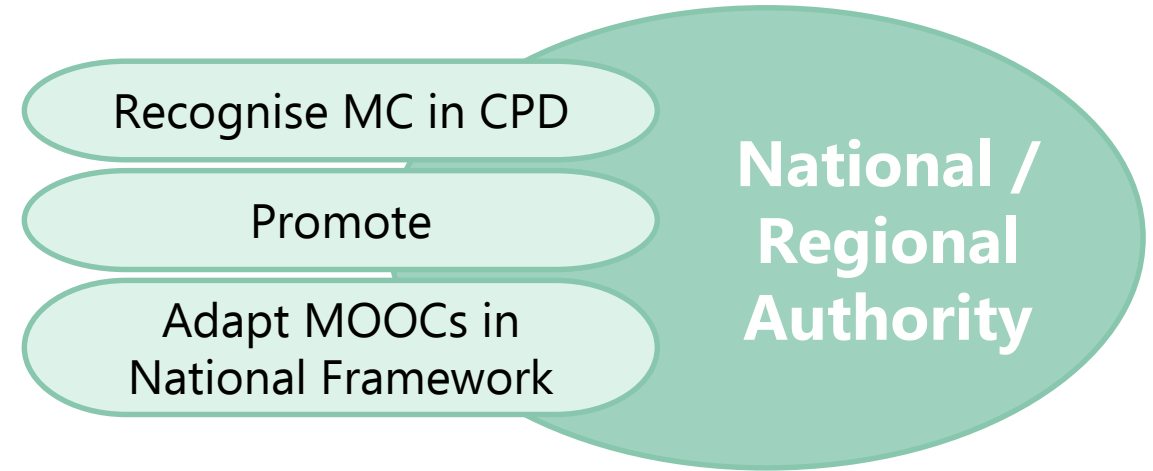 Recognise MC in CPD
Promote
Adapt MOOCs in
National Framework
National /
Regional
Authority